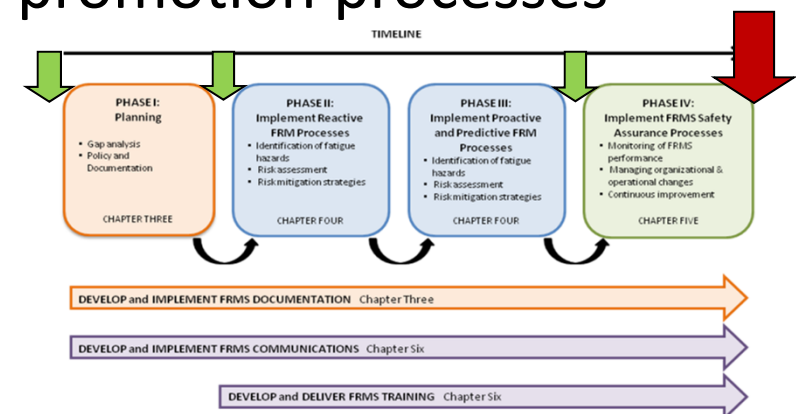 promotion processes
TIMELINE
PHASE I:
Planning
▪ Gap analysis
▪ Policy and
Documentation
CHAPTER THREE
PHASE II:
Implement Reactive
FRM Processes
▪ Identification of fatigue
hazards
▪ Risk assessment
▪ Risk mitigation strategies
CHAPTER FOUR
PHASE III:
Implement Proactive
and Predictive FRM
Processes
▪ Identification of fatigue
hazards
▪ Risk assessment
▪ Risk mitigation strategies
CHAPTER FOUR
PHASE IV:
Implement FRMS Safety
Assurance Processes
▪ Monitoring of FRMS
performance
▪ Managing organizational &
operational changes
▪ Continuous improvement
CHAPTER FIVE
DEVELOP and IMPLEMENT FRMS DOCUMENTATION Chapter Three
DEVELOP and IMPLEMENT FRMS COMMUNICATIONS Chapter Six
DEVELOP and DELIVER FRMS TRAINING Chapter Six